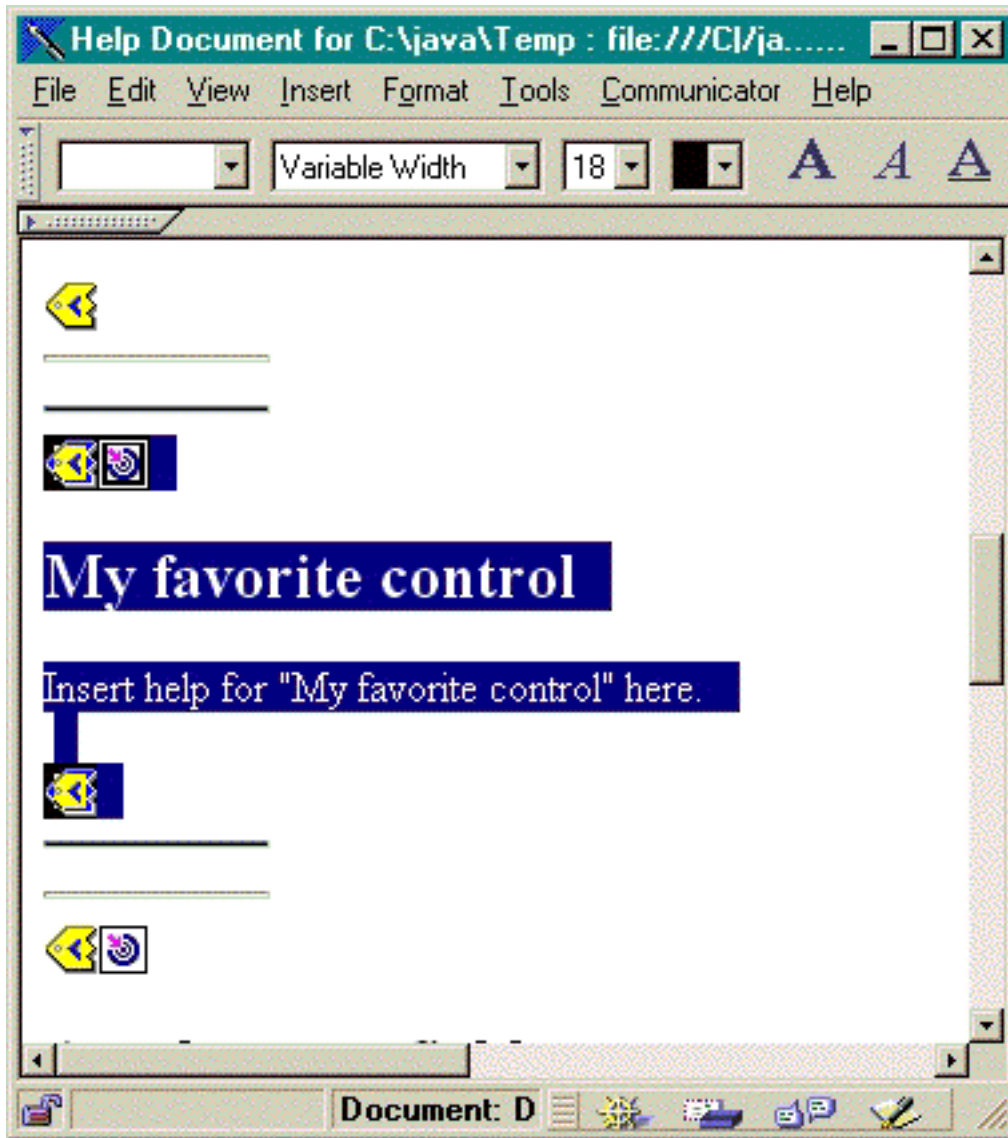 Help Document for C:\java\Temp : file:///C|/ja......
File Edit View Insert Format Tools Communicator Help
Variable Width 18 A A A
My favorite control
Insert help for "My favorite control" here.
Document: D